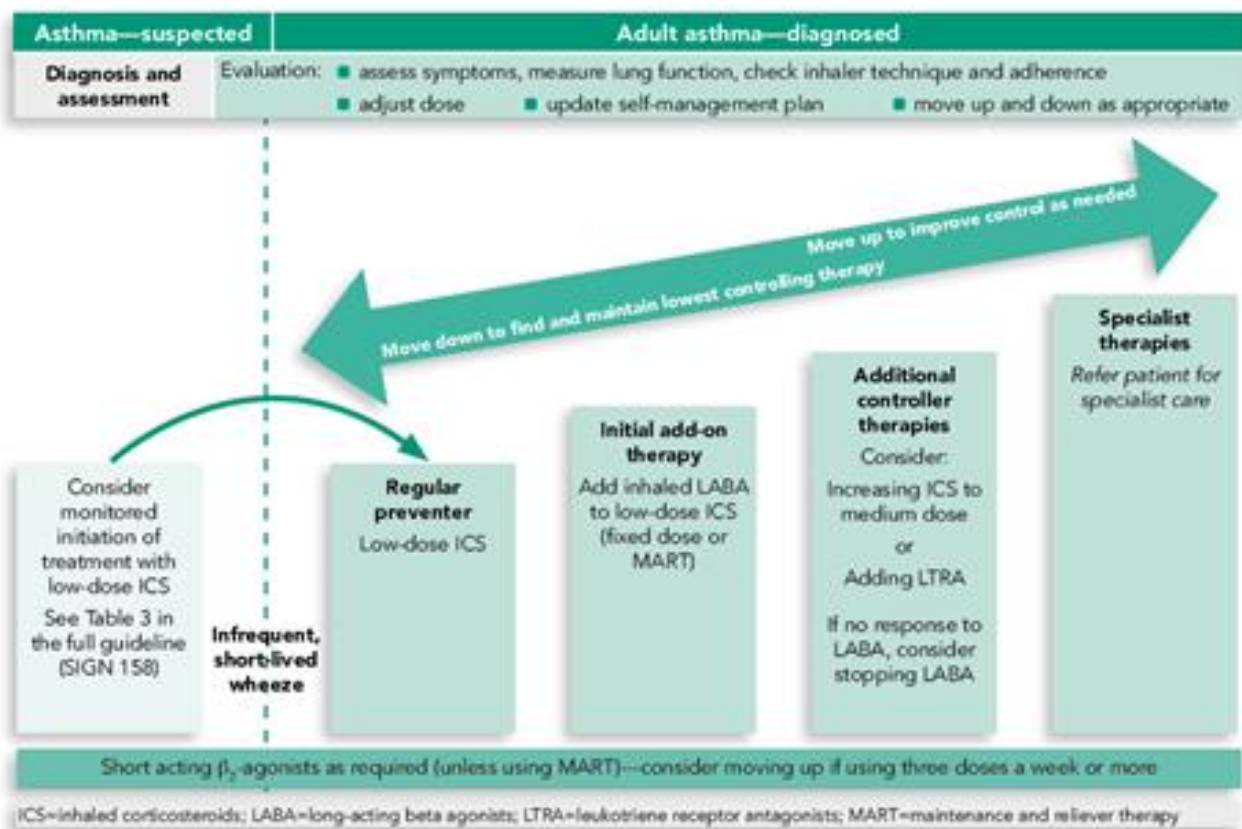 Asthma—suspected
Adult asthma—diagnosed
Diagnosis and
assessment
Evaluation: ■ assess symptoms, measure lung function, check inhaler technique and adherence
■ adjust dose ■ update self-management plan ■ move up and down as appropriate
Move up to improve control as needed
Move down to find and maintain lowest controlling therapy
Consider
monitored
initiation of
treatment with
low-dose ICS
See Table 3 in
the full guideline
(SIGN 158)
Infrequent,
short-lived
wheeze
Regular
preventer
Low-dose ICS
Initial add-on
therapy
Add inhaled LABA
to low-dose ICS
(fixed dose or
MART)
Additional
controller
therapies
Consider:
Increasing ICS to
medium dose
or
Adding LTRA
If no response to
LABA, consider
stopping LABA
Specialist
therapies
Refer patient for
specialist care
Short acting β₂-agonists as required (unless using MART)—consider moving up if using three doses a week or more
ICS=inhaled corticosteroids; LABA=long-acting beta agonists; LTRA=leukotriene receptor antagonists; MART=maintenance and reliever therapy